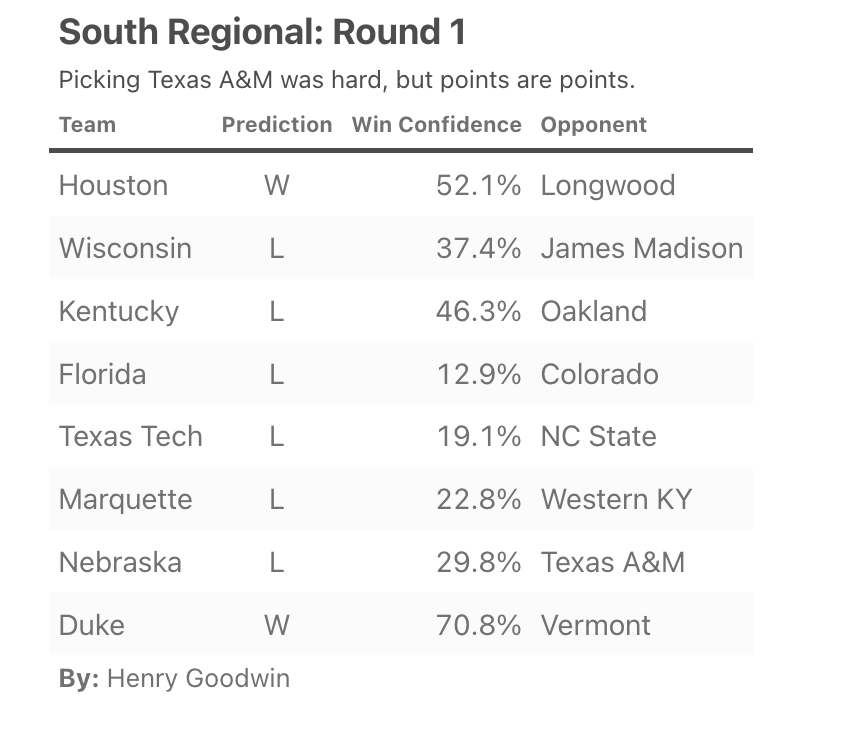 South Regional: Round 1
Picking Texas A&M was hard, but points are points.
Team Prediction Win Confidence Opponent
Houston W 52.1% Longwood
Wisconsin L 37.4% James Madison
Kentucky L 46.3% Oakland
Florida L 12.9% Colorado
Texas Tech L 19.1% NC State
Marquette L 22.8% Western KY
Nebraska L 29.8% Texas A&M
Duke W 70.8% Vermont
By: Henry Goodwin